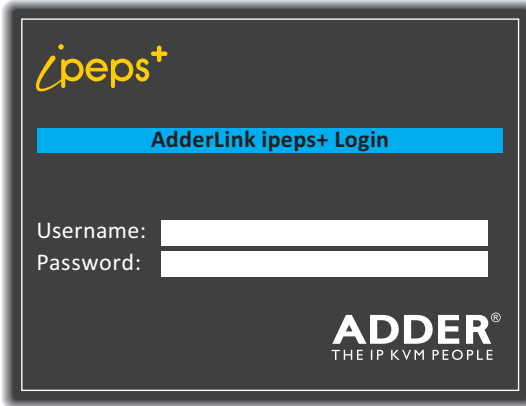 ipeps+
AdderLink ipeps+ Login
Username:
Password:
ADDER®
THE IP KVM PEOPLE